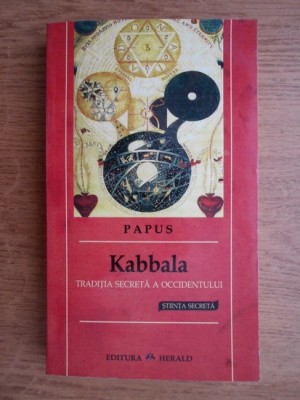 PAPUS
Kabbala
TRADIȚIA SECRETĂ A OCCIDENTULUI
ȘTIINȚA SECRETĂ
EDITURA HERALD